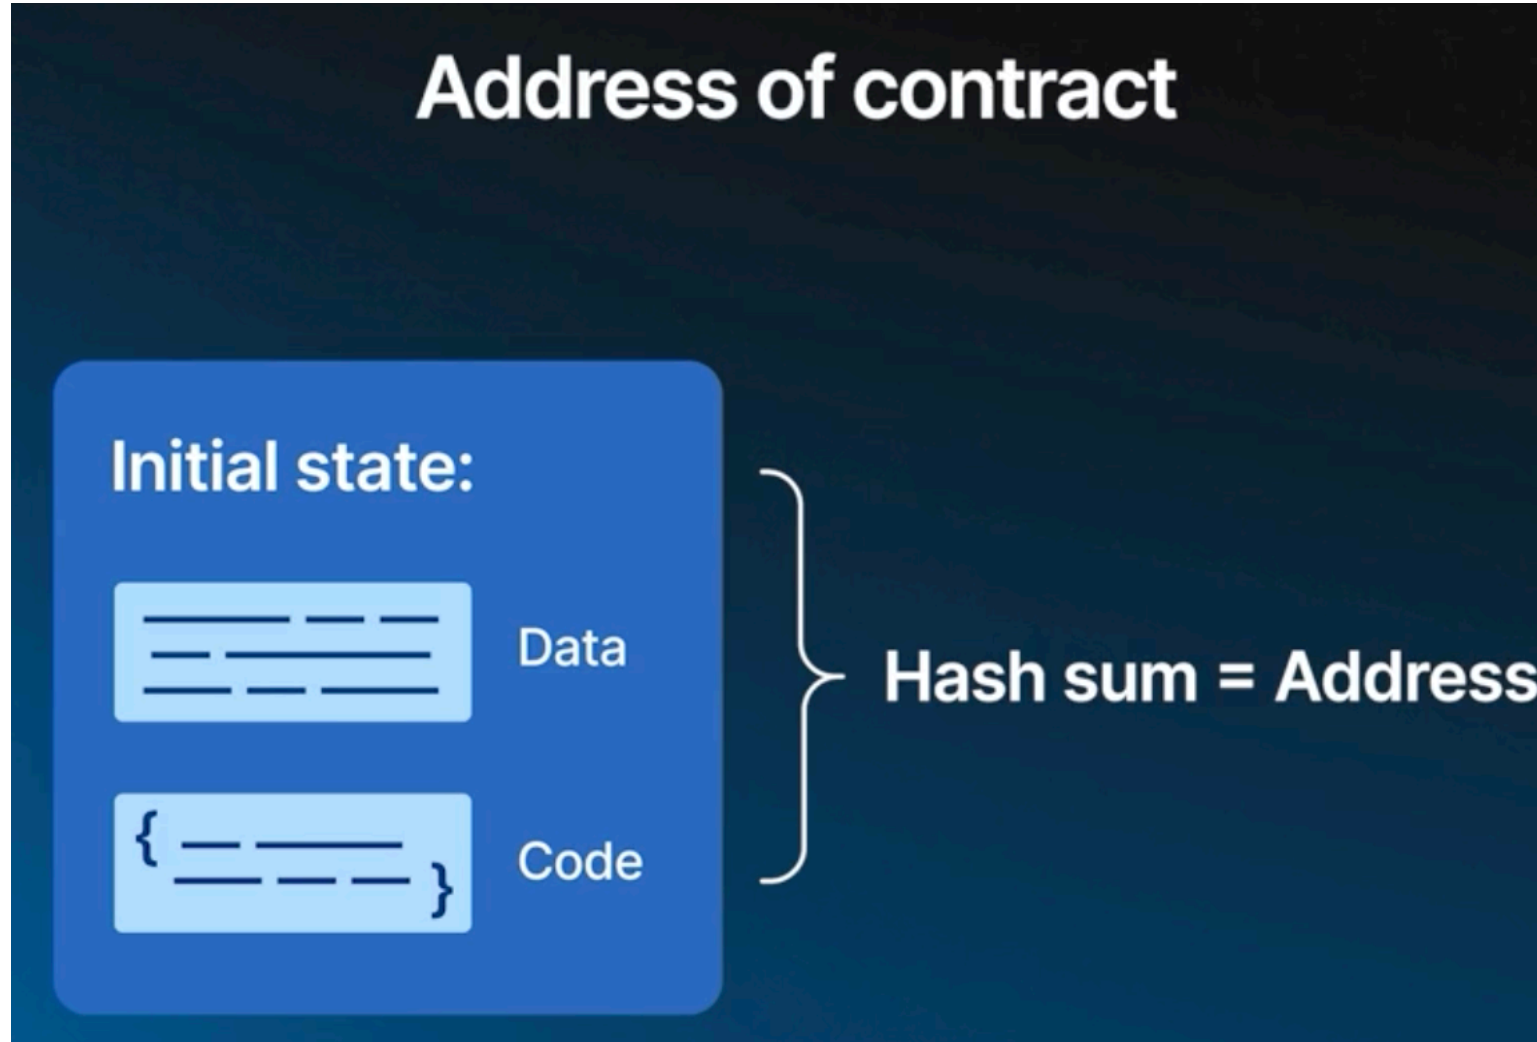 Address of contract
Initial state:
Data
{
}
Code
Hash sum = Address